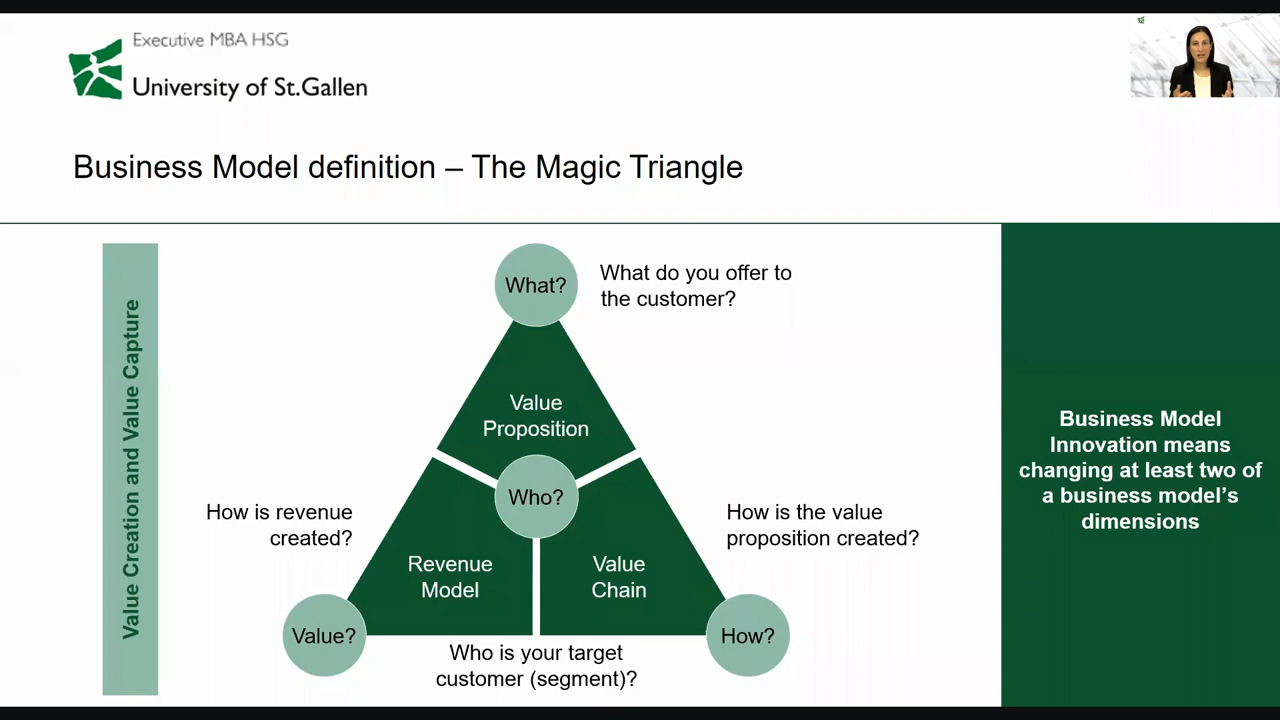 Executive MBA HSG
University of St.Gallen
Business Model definition – The Magic Triangle
Value Creation and Value Capture
What?
What do you offer to
the customer?
Value
Proposition
Who?
How is revenue
created?
How is the value
proposition created?
Revenue
Model
Value
Chain
Value?
How?
Who is your target
customer (segment)?
Business Model
Innovation means
changing at least two of
a business model’s
dimensions